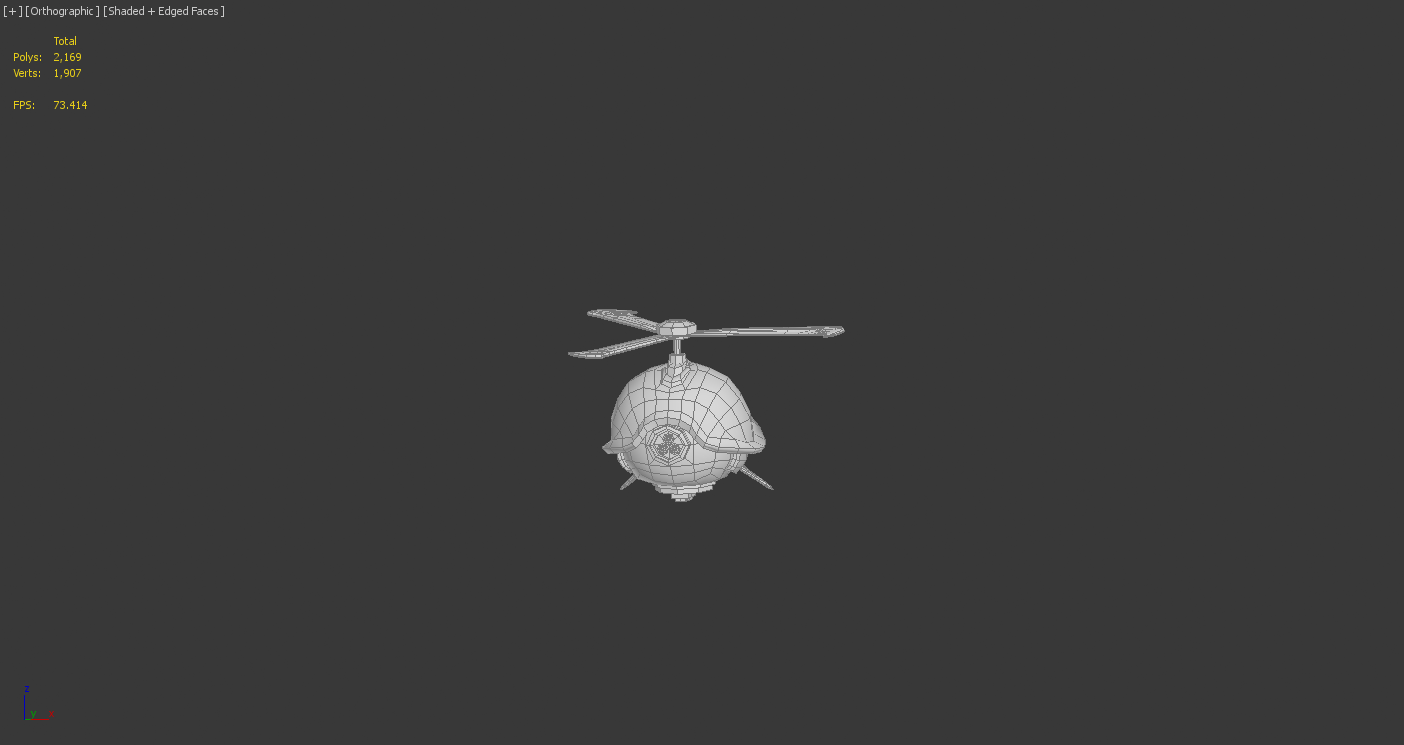 [+] [Orthographic] [Shaded + Edged Faces]
Total
Polys: 2,169
Verts: 1,907
FPS: 73.414
z
y x